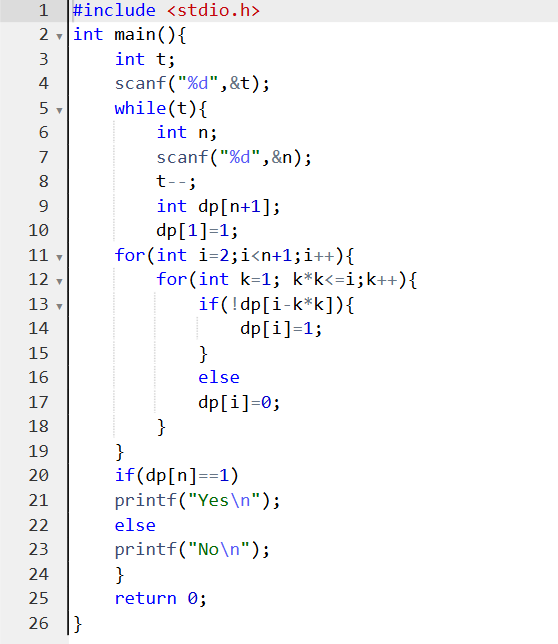 1 #include <stdio.h>
2 int main(){
3     int t;
4     scanf("%d",&t);
5     while(t){
6         int n;
7         scanf("%d",&n);
8         t--;
9         int dp[n+1];
10         dp[1]=1;
11     for(int i=2;i<n+1;i++){
12         for(int k=1; k*k<=i;k++){
13             if(!dp[i-k*k]){
14                 dp[i]=1;
15             }
16             else
17             dp[i]=0;
18         }
19     }
20     if(dp[n]==1)
21     printf("Yes\n");
22     else
23     printf("No\n");
24     }
25     return 0;
26 }